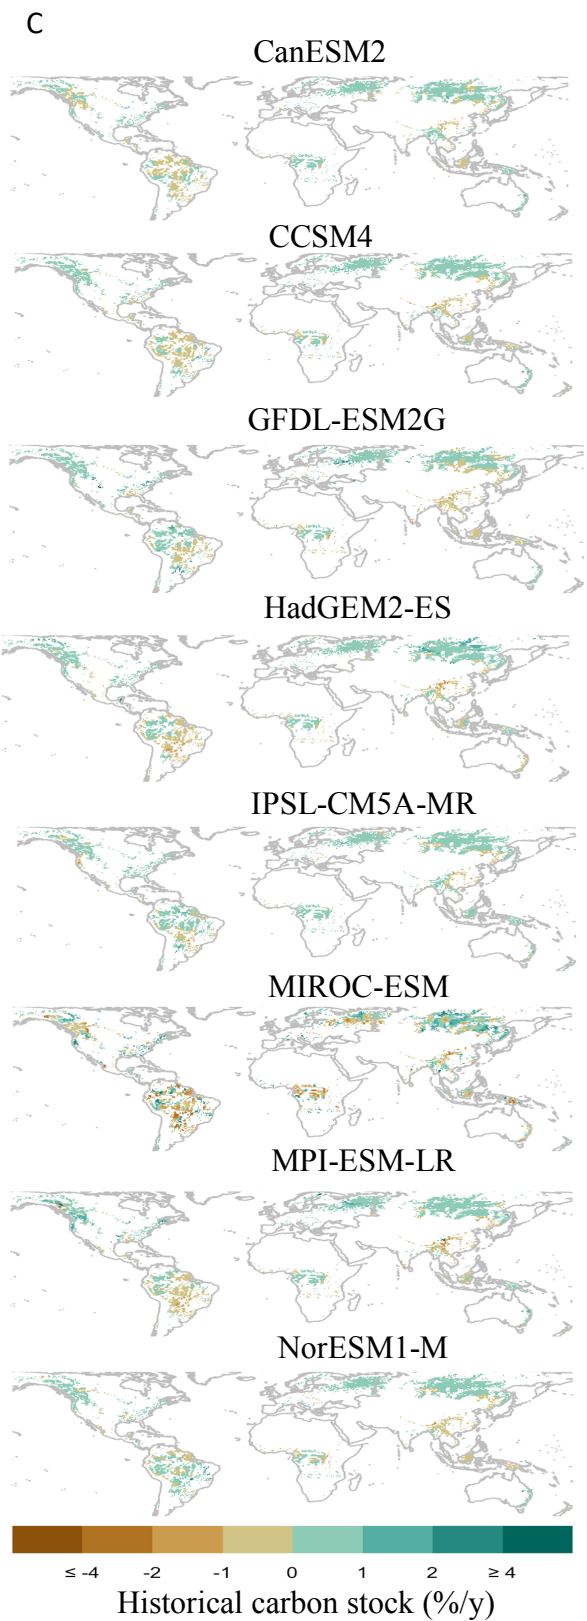 C
CanESM2
CCSM4
GFDL-ESM2G
HadGEM2-ES
IPSL-CM5A-MR
MIROC-ESM
MPI-ESM-LR
NorESM1-M
≤ -4 -2 -1 0 1 2 ≥ 4
Historical carbon stock (%/y)